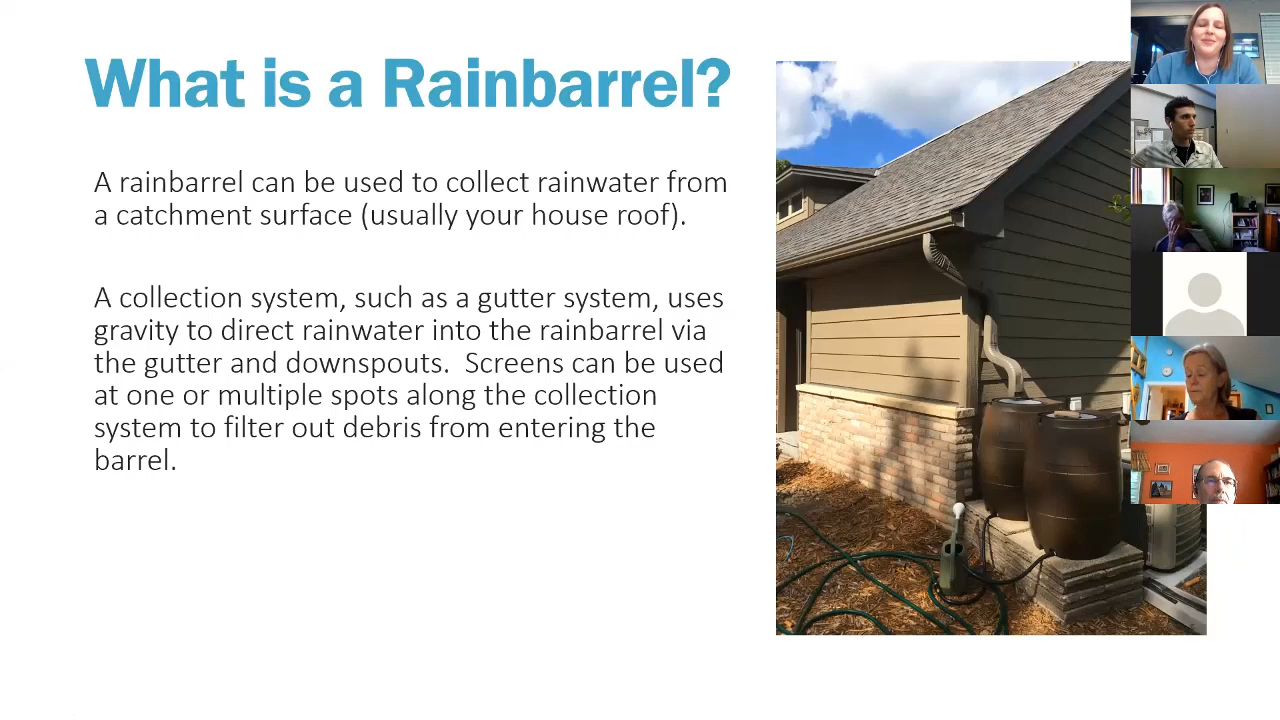 What is a Rainbarrel?
A rainbarrel can be used to collect rainwater from
a catchment surface (usually your house roof).
A collection system, such as a gutter system, uses
gravity to direct rainwater into the rainbarrel via
the gutter and downspouts.  Screens can be used
at one or multiple spots along the collection
system to filter out debris from entering the
barrel.